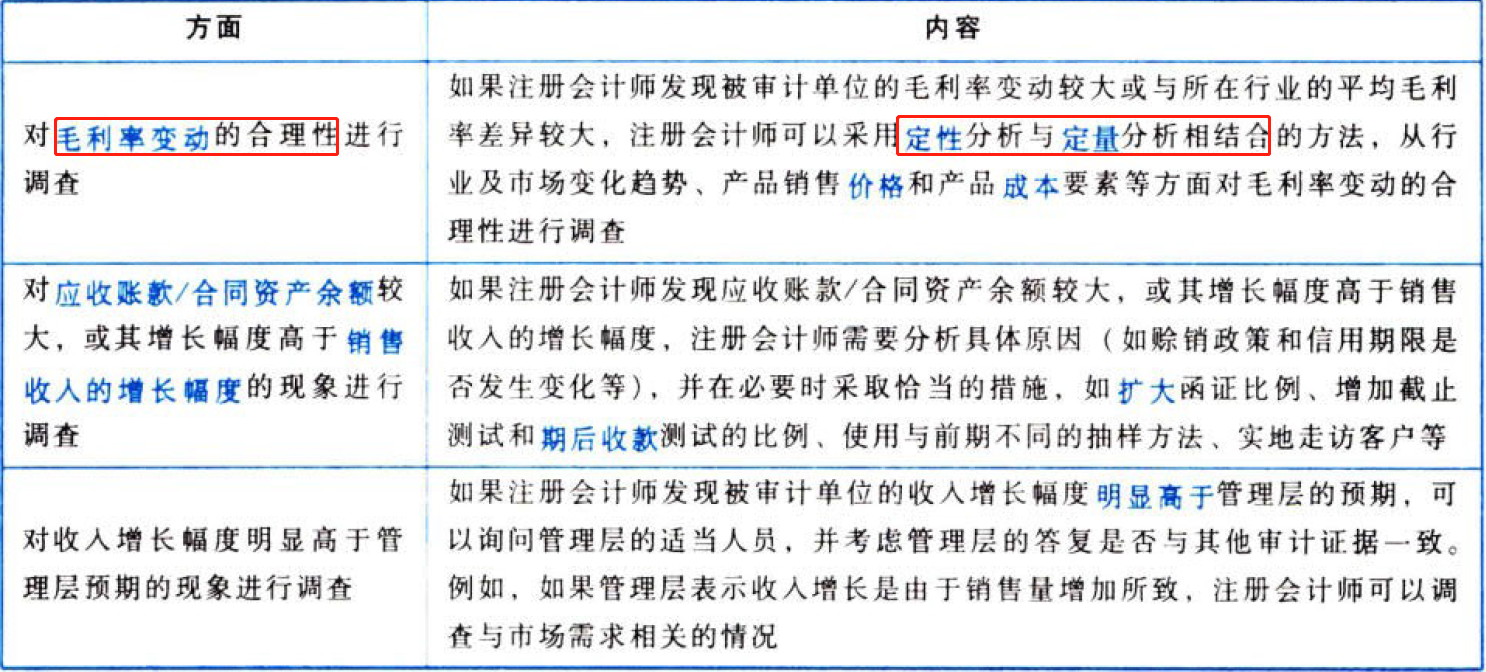 方面
内容
对毛利率变动的合理性进行
调查
如果注册会计师发现被审计单位的毛利率变动较大或与所在行业的平均毛利
率差异较大，注册会计师可以采用定性分析与定量分析相结合的方法，从行
业及市场变化趋势、产品销售价格和产品成本要素等方面对毛利率变动的合
理性进行调查
对应收账款/合同资产余额较
大，或其增长幅度高于销售
收入的增长幅度的现象进行
调查
如果注册会计师发现应收账款/合同资产余额较大，或其增长幅度高于销售
收入的增长幅度，注册会计师需要分析具体原因（如赊销政策和信用期限是
否发生变化等），并在必要时采取恰当的措施，如扩大函证比例、增加截止
测试和期后收款测试的比例、使用与前期不同的抽样方法、实地走访客户等
对收入增长幅度明显高于管
理层预期的现象进行调查
如果注册会计师发现被审计单位的收入增长幅度明显高于管理层的预期，可
以询问管理层的适当人员，并考虑管理层的答复是否与其他审计证据一致。
例如，如果管理层表示收入增长是由于销售量增加所致，注册会计师可以调
查与市场需求相关的情况